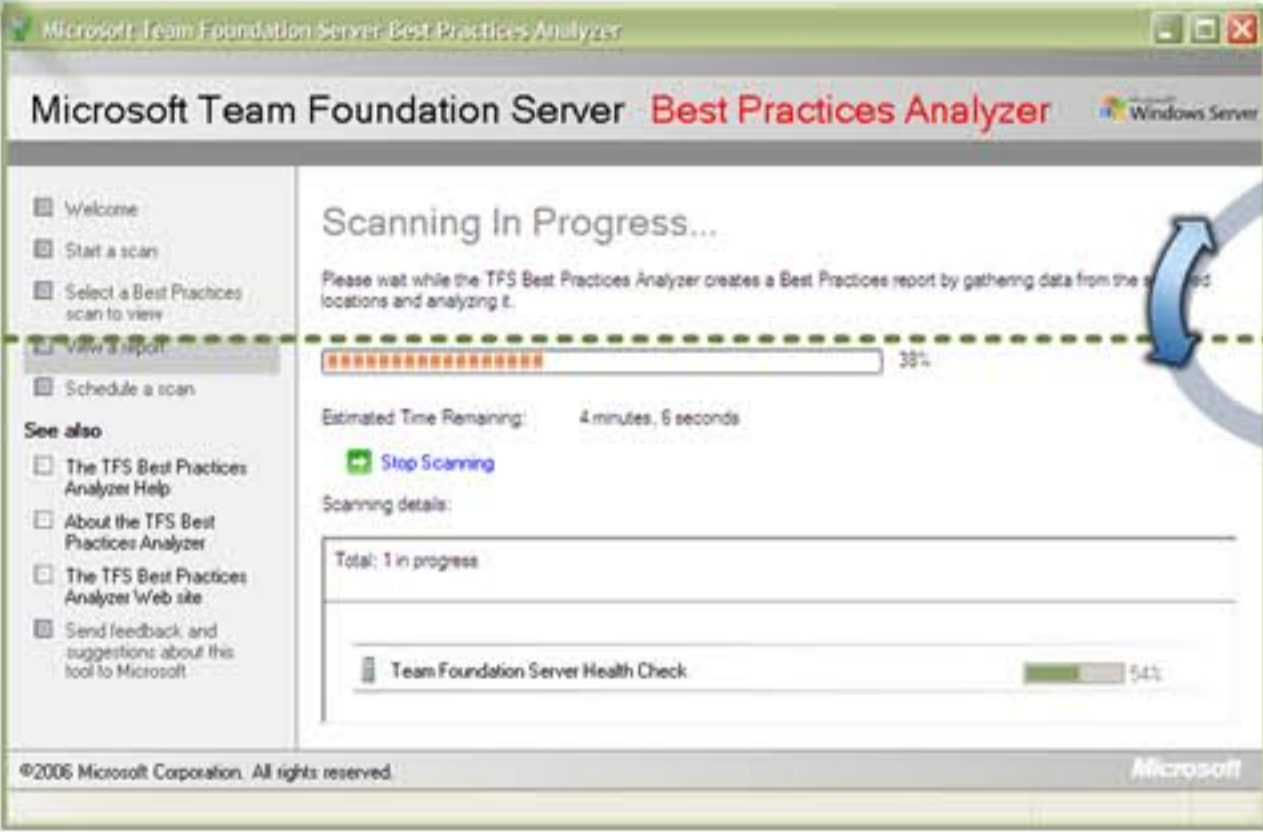 Microsoft Team Foundation Server Best Practices Analyzer
Microsoft Team Foundation Server Best Practices Analyzer
Windows Server
Welcome
Start a scan
Select a Best Practices
scan to view
View a report
Schedule a scan
See also
The TFS Best Practices
Analyzer Help
About the TFS Best
Practices Analyzer
The TFS Best Practices
Analyzer Web site
Send feedback and
suggestions about this
tool to Microsoft
Scanning In Progress...
Please wait while the TFS Best Practices Analyzer creates a Best Practices report by gathering data from the
locations and analyzing it.
38%
Estimated Time Remaining: 4 minutes, 6 seconds
Stop Scanning
Scanning details:
Total: 1 in progress
Team Foundation Server Health Check 54%
©2006 Microsoft Corporation. All rights reserved.
Microsoft